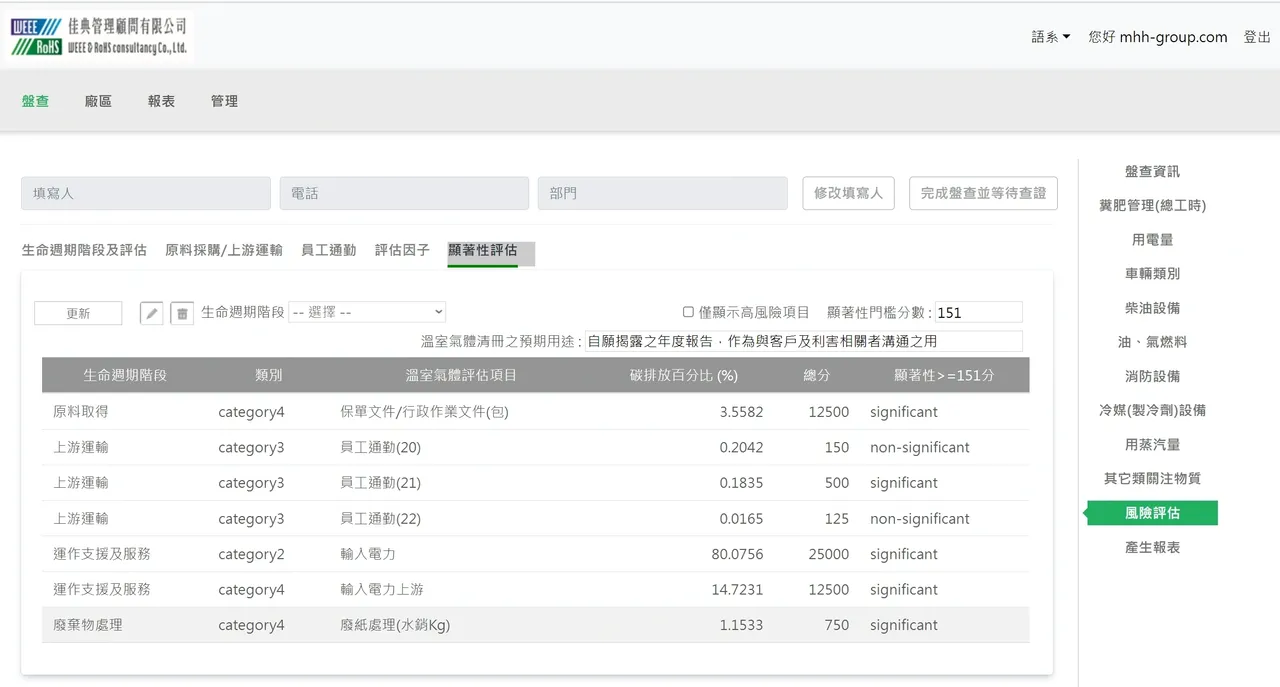 WEEE 佳典管理顧問有限公司
RoHS WEEE & RoHS consultancy Co., Ltd.
語系 您好 mhh-group.com 登出
盤查 廠區 報表 管理
填寫人 電話 部門 修改填寫人 完成盤查並等待查證
生命週期階段及評估 原料採購/上游運輸 員工通勤 評估因子 顯著性評估
更新 生命週期階段 -- 選擇 -- 僅顯示高風險項目 顯著性門檻分數 : 151
溫室氣體清冊之預期用途 : 自願揭露之年度報告，作為與客戶及利害相關者溝通之用
生命週期階段 類別 溫室氣體評估項目 碳排放百分比 (%) 總分 顯著性>=151分
原料取得 category4 保單文件/行政作業文件(包) 3.5582 12500 significant
上游運輸 category3 員工通勤(20) 0.2042 150 non-significant
上游運輸 category3 員工通勤(21) 0.1835 500 significant
上游運輸 category3 員工通勤(22) 0.0165 125 non-significant
運作支援及服務 category2 輸入電力 80.0756 25000 significant
運作支援及服務 category4 輸入電力上游 14.7231 12500 significant
廢棄物處理 category4 廢紙處理(水銷Kg) 1.1533 750 significant
盤查資訊
糞肥管理(總工時)
用電量
車輛類別
柴油設備
油、氣燃料
消防設備
冷媒(製冷劑)設備
用蒸汽量
其它類關注物質
風險評估
產生報表